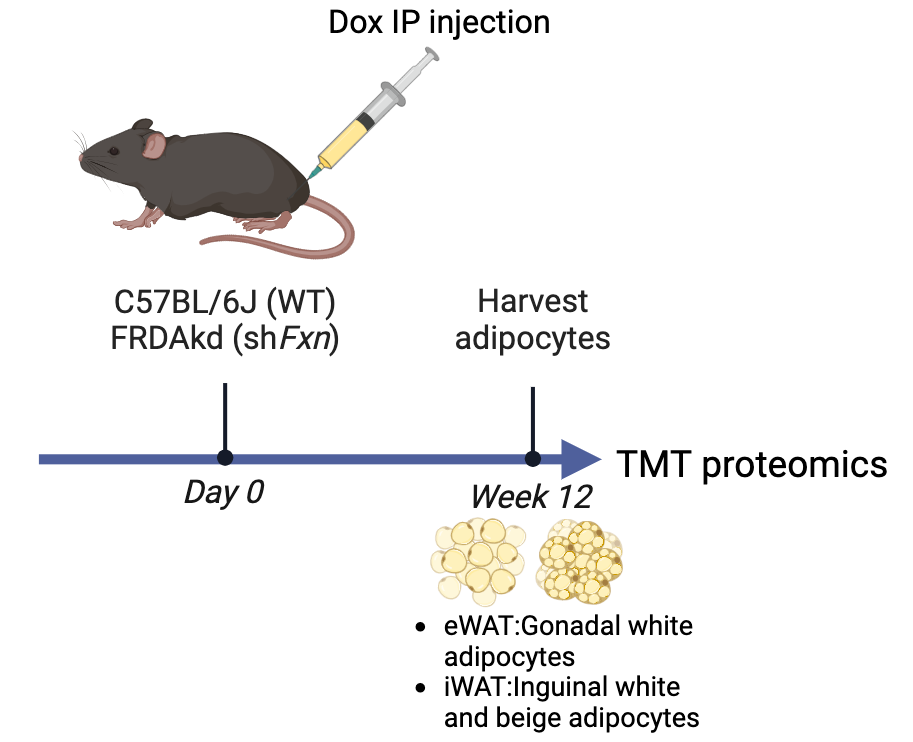 Dox IP injection
C57BL/6J (WT)
FRDAkd (shFxn)
Harvest
adipocytes
TMT proteomics
Day 0
Week 12
• eWAT:Gonadal white
adipocytes
• iWAT:Inguinal white
and beige adipocytes